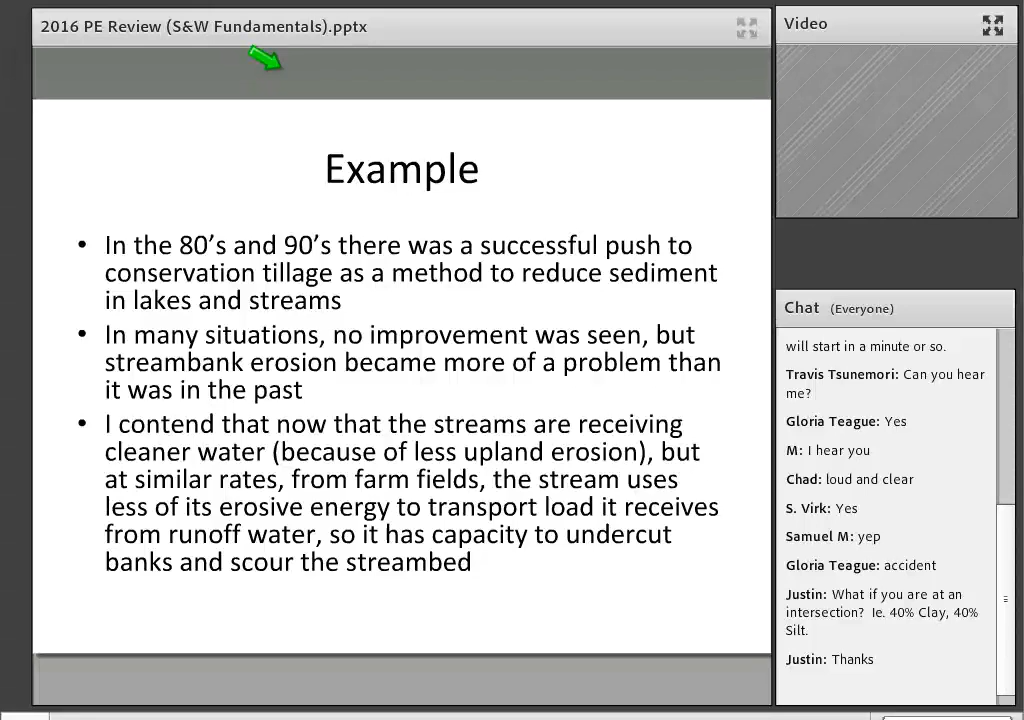 2016 PE Review (S&W Fundamentals).pptx
Example
• In the 80’s and 90’s there was a successful push to
conservation tillage as a method to reduce sediment
in lakes and streams
• In many situations, no improvement was seen, but
streambank erosion became more of a problem than
it was in the past
• I contend that now that the streams are receiving
cleaner water (because of less upland erosion), but
at similar rates, from farm fields, the stream uses
less of its erosive energy to transport load it receives
from runoff water, so it has capacity to undercut
banks and scour the streambed
Video
Chat (Everyone)
will start in a minute or so.
Travis Tsunemori: Can you hear
me?
Gloria Teague: Yes
M: I hear you
Chad: loud and clear
S. Virk: Yes
Samuel M: yep
Gloria Teague: accident
Justin: What if you are at an
intersection? Ie. 40% Clay, 40%
Silt.
Justin: Thanks